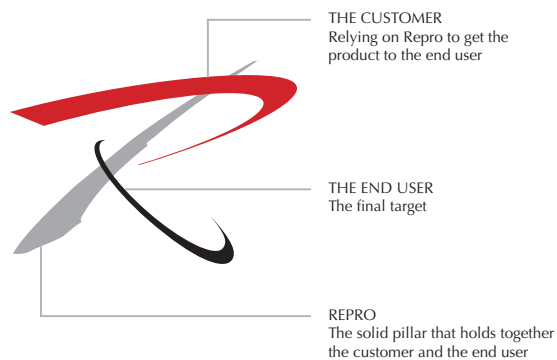 THE CUSTOMER
Relying on Repro to get the
product to the end user
THE END USER
The final target
REPRO
The solid pillar that holds together
the customer and the end user